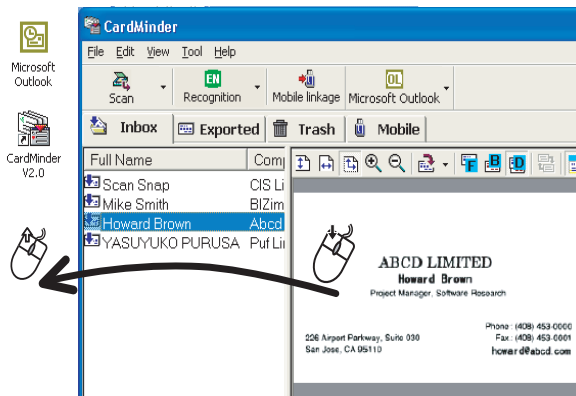 CardMinder
File Edit View Tool Help
Scan
EN
Recognition
Mobile linkage
OL
Microsoft Outlook
Inbox
Exported
Trash
Mobile
Full Name
Comp
Scan Snap CIS Li
Mike Smith BIZim
Howard Brown Abcd
YASUYUKO PURUSA Puf Li
F B D
Microsoft
Outlook
CardMinder
V2.0
ABCD LIMITED
Howard Brown
Project Manager, Software Research
226 Airport Parkway, Suite 030
San Jose, CA 95110
Phone : (408) 453-0000
Fax : (408) 453-0001
howard@abcd.com